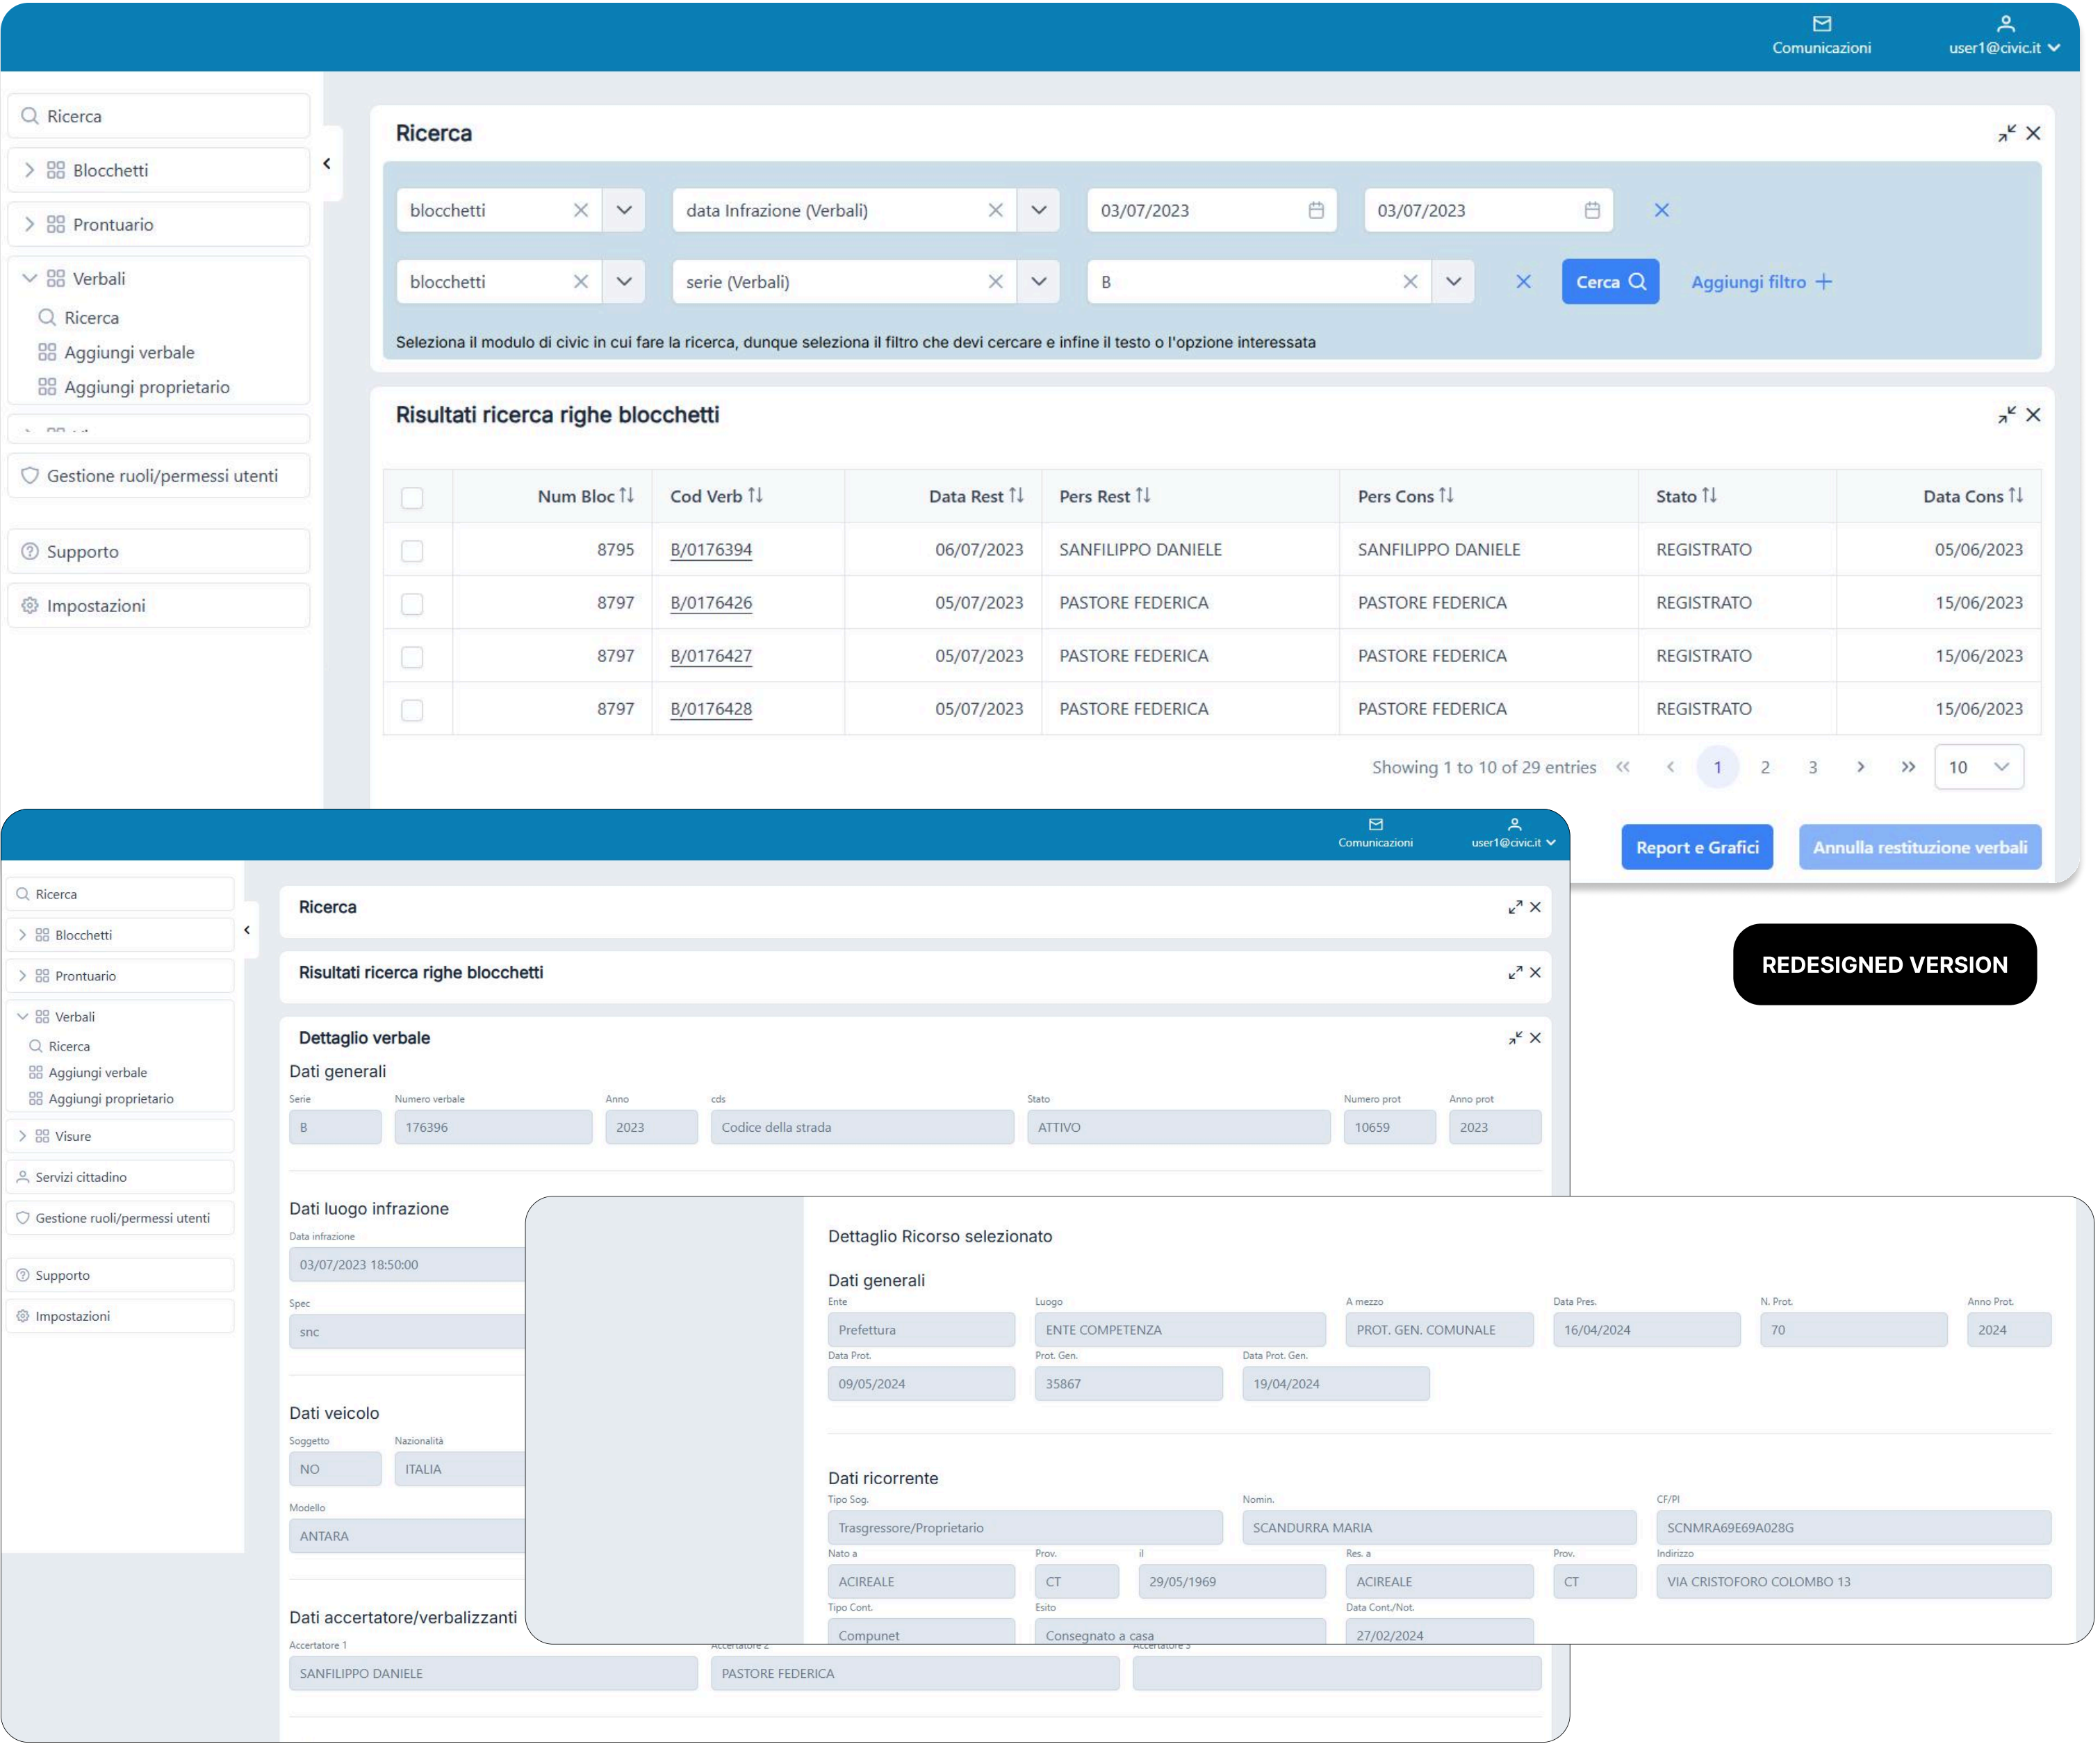 Comunicazioni
user1@civic.it
Ricerca
Blocchetti
Prontuario
Verbali
Ricerca
Aggiungi verbale
Aggiungi proprietario
Gestione ruoli/permessi utenti
Supporto
Impostazioni
Ricerca
blocchetti data Infrazione (Verbali) 03/07/2023 03/07/2023
blocchetti serie (Verbali) B Cerca Aggiungi filtro
Seleziona il modulo di civic in cui fare la ricerca, dunque seleziona il filtro che devi cercare e infine il testo o l'opzione interessata
Risultati ricerca righe blocchetti
Num Bloc Cod Verb Data Rest Pers Rest Pers Cons Stato Data Cons
8795 B/0176394 06/07/2023 SANFILIPPO DANIELE SANFILIPPO DANIELE REGISTRATO 05/06/2023
8797 B/0176426 05/07/2023 PASTORE FEDERICA PASTORE FEDERICA REGISTRATO 15/06/2023
8797 B/0176427 05/07/2023 PASTORE FEDERICA PASTORE FEDERICA REGISTRATO 15/06/2023
8797 B/0176428 05/07/2023 PASTORE FEDERICA PASTORE FEDERICA REGISTRATO 15/06/2023
Showing 1 to 10 of 29 entries 1 2 3 10
Report e Grafici Annulla restituzione verbali
REDESIGNED VERSION
Comunicazioni
user1@civic.it
Ricerca
Blocchetti
Prontuario
Verbali
Ricerca
Aggiungi verbale
Aggiungi proprietario
Visure
Servizi cittadino
Gestione ruoli/permessi utenti
Supporto
Impostazioni
Ricerca
Risultati ricerca righe blocchetti
Dettaglio verbale
Dati generali
Serie Numero verbale Anno cds Stato Numero prot Anno prot
B 176396 2023 Codice della strada ATTIVO 10659 2023
Dati luogo infrazione
Data infrazione
03/07/2023 18:50:00
Spec
snc
Dati veicolo
Soggetto Nazionalità
NO ITALIA
Modello
ANTARA
Dati accertatore/verbalizzanti
Accertatore 1 Accertatore 2 Accertatore 3
SANFILIPPO DANIELE PASTORE FEDERICA
Dettaglio Ricorso selezionato
Dati generali
Ente Luogo A mezzo Data Pres. N. Prot. Anno Prot.
Prefettura ENTE COMPETENZA PROT. GEN. COMUNALE 16/04/2024 70 2024
Data Prot. Prot. Gen. Data Prot. Gen.
09/05/2024 35867 19/04/2024
Dati ricorrente
Tipo Sog. Nomin. CF/PI
Trasgressore/Proprietario SCANDURRA MARIA SCNMRA69E69A028G
Nato a Prov. il Res. a Prov. Indirizzo
ACIREALE CT 29/05/1969 ACIREALE CT VIA CRISTOFORO COLOMBO 13
Tipo Cont. Esito Data Cont./Not.
Compunet Consegnato a casa 27/02/2024